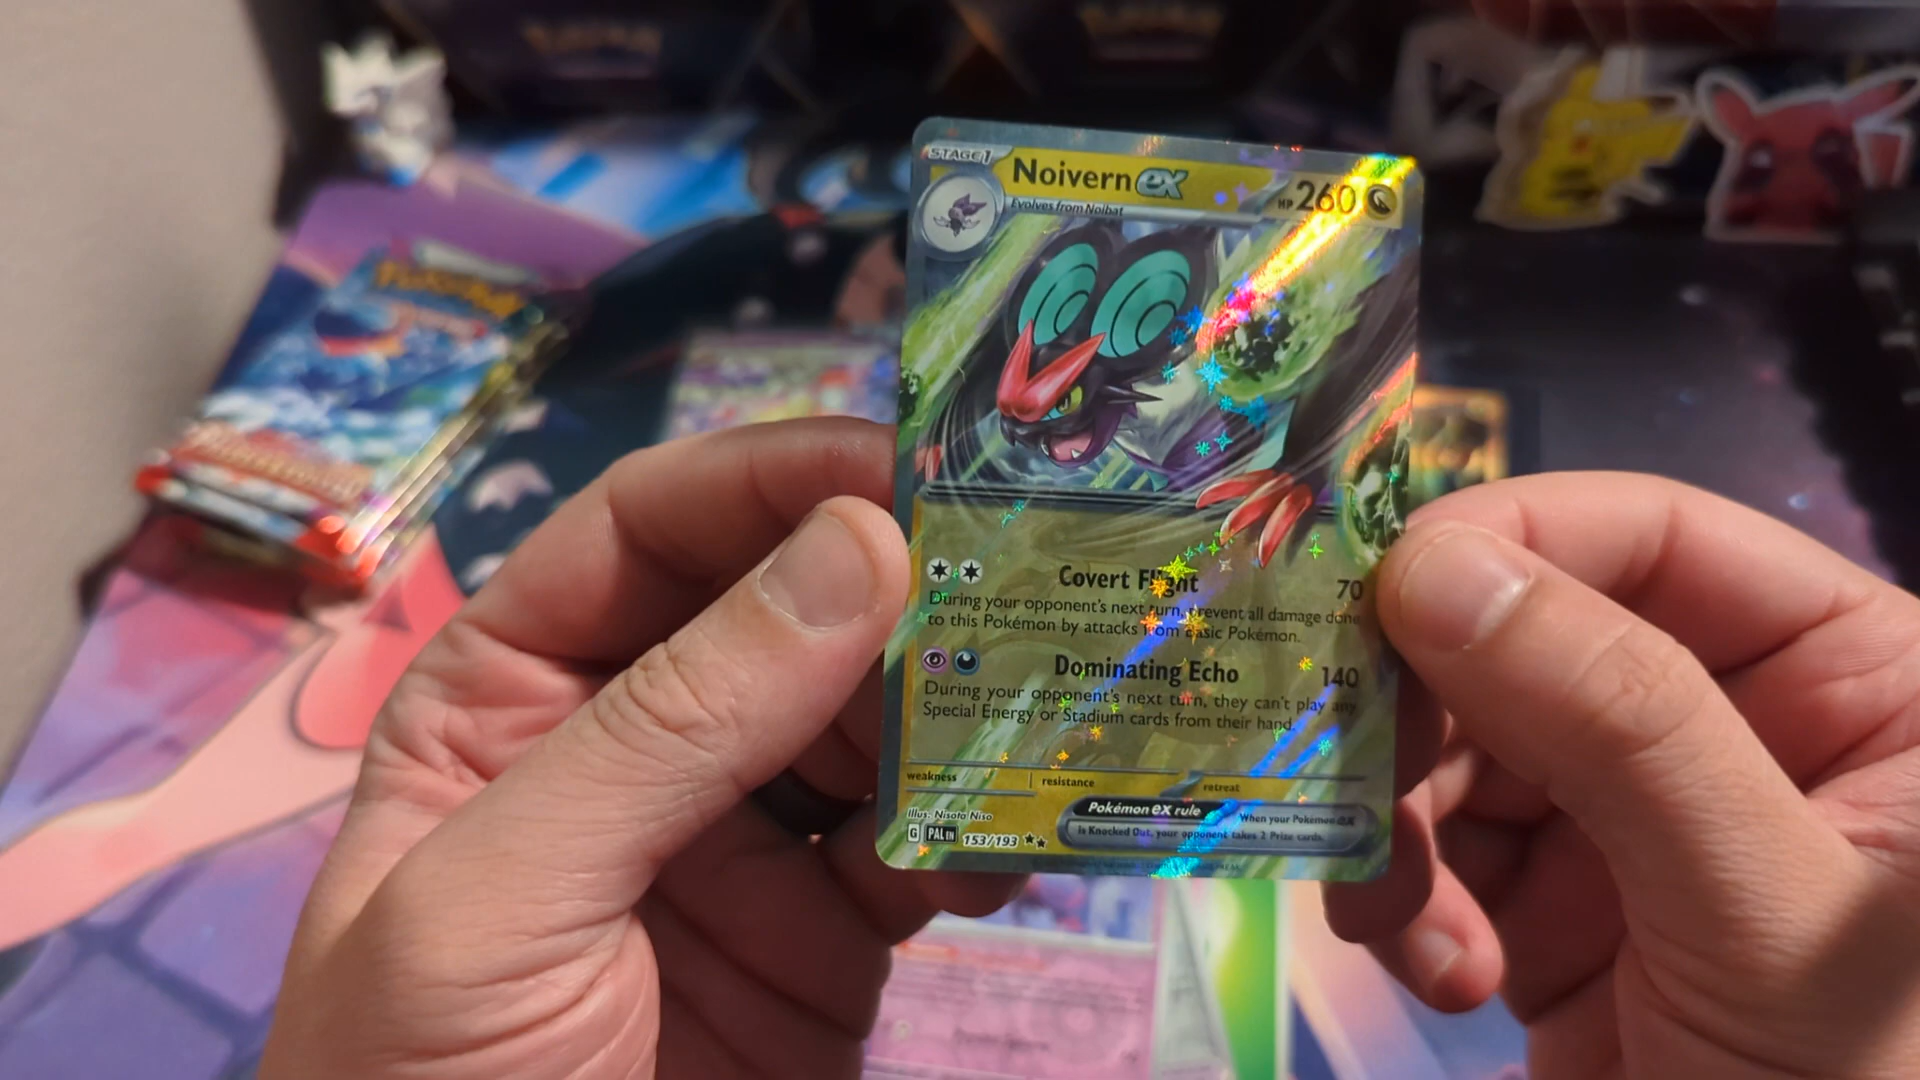 STAGE 1
Noivern ex
HP 260
Evolves from Noibat
Covert Flight 70
During your opponent's next turn, prevent all damage done
to this Pokémon by attacks from Basic Pokémon.
Dominating Echo 140
During your opponent's next turn, they can't play any
Special Energy or Stadium cards from their hand.
weakness resistance retreat
Illus. Nisota Niso
Pokémon ex rule When your Pokémon ex
is Knocked Out, your opponent takes 2 Prize cards.
G PAL EN 153/193
POKÉMON